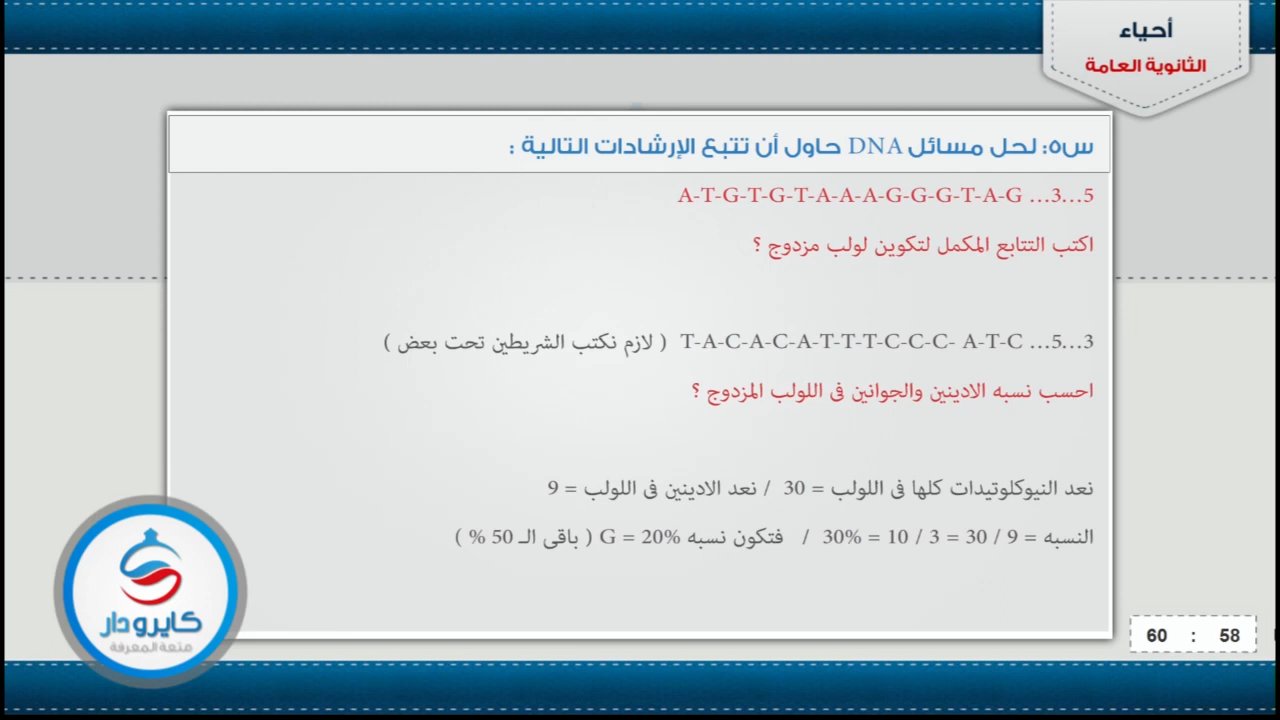 أحياء
الثانوية العامة
س٥: لحل مسائل DNA حاول أن تتبع الإرشادات التالية :
5...3... A-T-G-T-G-T-A-A-A-G-G-G-T-A-G
اكتب التتابع المكمل لتكوين لولب مزدوج ؟
3...5... T-A-C-A-C-A-T-T-T-C-C-C- A-T-C ( لازم نكتب الشريطين تحت بعض )
احسب نسبه الادينين والجوانين فى اللولب المزدوج ؟
نعد النيوكلوتيدات كلها فى اللولب = 30 / نعد الادينين فى اللولب = 9
النسبه = 9 / 30 = 3 / 10 = 30% / فتكون نسبه G = 20% ( باقى الـ 50 % )
كايرودار
متعة المعرفة
60 : 58